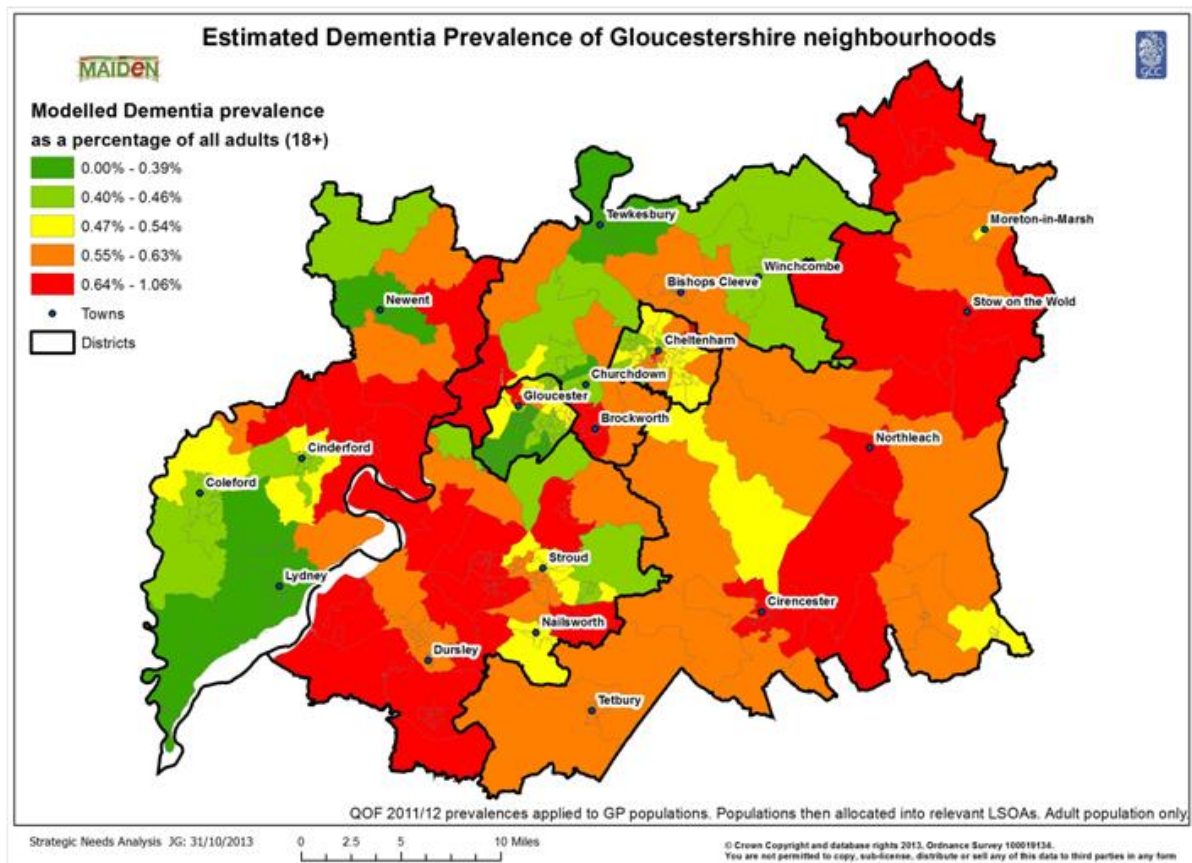 Estimated Dementia Prevalence of Gloucestershire neighbourhoods
MAIDeN
GCC
Modelled Dementia prevalence
as a percentage of all adults (18+)
0.00% - 0.39%
0.40% - 0.46%
0.47% - 0.54%
0.55% - 0.63%
0.64% - 1.06%
Towns
Districts
Tewkesbury
Moreton-in-Marsh
Winchcombe
Bishops Cleeve
Newent
Stow on the Wold
Cheltenham
Churchdown
Gloucester
Brockworth
Northleach
Cinderford
Coleford
Stroud
Lydney
Cirencester
Nailsworth
Dursley
Tetbury
QOF 2011/12 prevalences applied to GP populations. Populations then allocated into relevant LSOAs. Adult population only.
Strategic Needs Analysis JG: 31/10/2013
0 2.5 5 10 Miles
© Crown Copyright and database rights 2013. Ordnance Survey 100019134.
You are not permitted to copy, sub-license, distribute or sell any of this data to third parties in any form